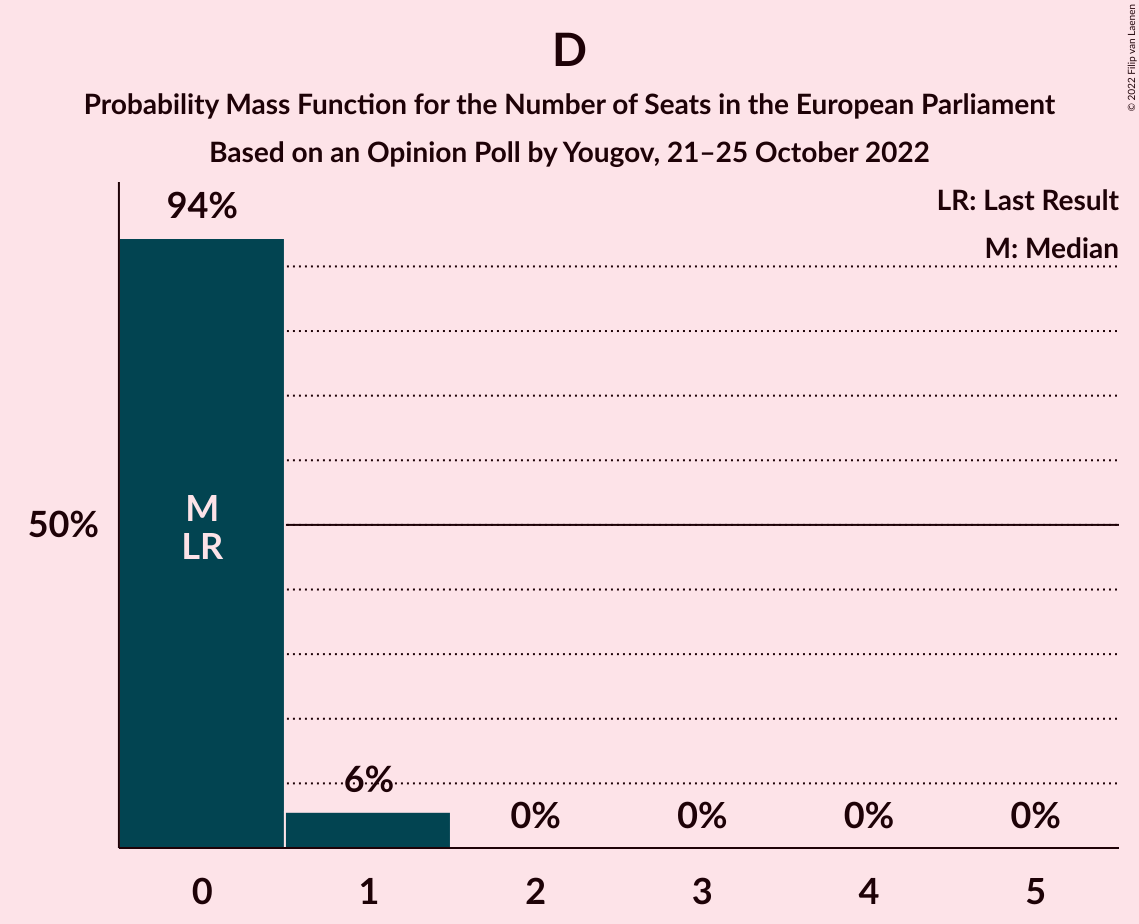 D
Probability Mass Function for the Number of Seats in the European Parliament
Based on an Opinion Poll by Yougov, 21–25 October 2022
© 2022 Filip van Laenen
LR: Last Result
M: Median
94%
50%
M
LR
6%
0%
0%
0%
0%
0
1
2
3
4
5